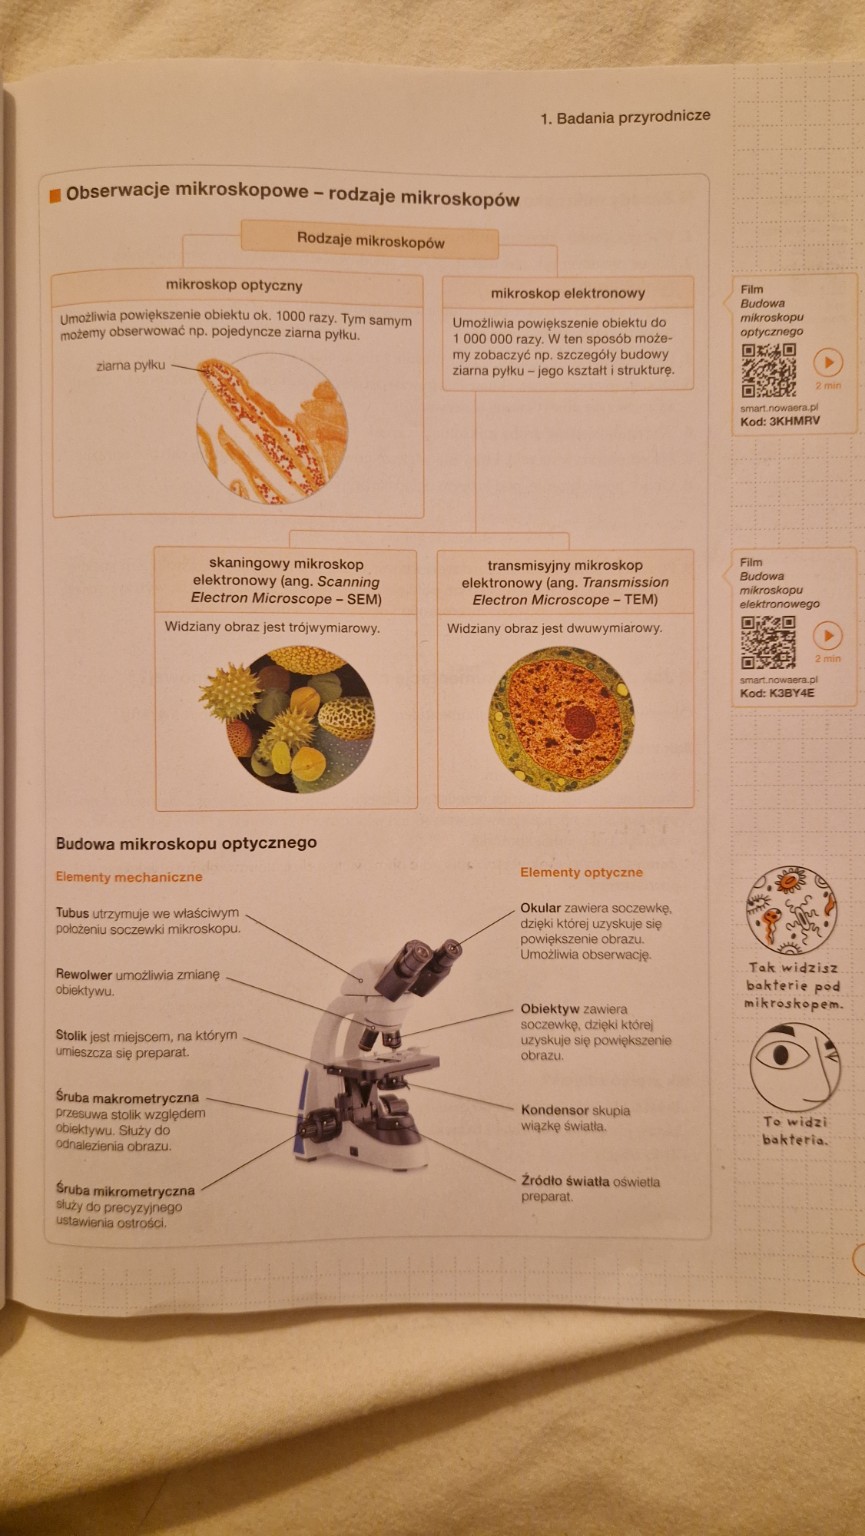 1. Badania przyrodnicze
Obserwacje mikroskopowe – rodzaje mikroskopów
Rodzaje mikroskopów
mikroskop optyczny
Umożliwia powiększenie obiektu ok. 1000 razy. Tym samym
możemy obserwować np. pojedyncze ziarna pyłku.
ziarna pyłku
mikroskop elektronowy
Umożliwia powiększenie obiektu do
1 000 000 razy. W ten sposób może-
my zobaczyć np. szczegóły budowy
ziarna pyłku – jego kształt i strukturę.
Film
Budowa
mikroskopu
optycznego
2 min
smart.nowaera.pl
Kod: 3KHMRV
skaningowy mikroskop
elektronowy (ang. Scanning
Electron Microscope – SEM)
Widziany obraz jest trójwymiarowy.
transmisyjny mikroskop
elektronowy (ang. Transmission
Electron Microscope – TEM)
Widziany obraz jest dwuwymiarowy.
Film
Budowa
mikroskopu
elektronowego
2 min
smart.nowaera.pl
Kod: K3BY4E
Budowa mikroskopu optycznego
Elementy mechaniczne
Tubus utrzymuje we właściwym
położeniu soczewki mikroskopu.
Rewolwer umożliwia zmianę
obiektywu.
Stolik jest miejscem, na którym
umieszcza się preparat.
Śruba makrometryczna
przesuwa stolik względem
obiektywu. Służy do
odnalezienia obrazu.
Śruba mikrometryczna
służy do precyzyjnego
ustawienia ostrości.
Elementy optyczne
Okular zawiera soczewkę,
dzięki której uzyskuje się
powiększenie obrazu.
Umożliwia obserwację.
Obiektyw zawiera
soczewkę, dzięki której
uzyskuje się powiększenie
obrazu.
Kondensor skupia
wiązkę światła.
Źródło światła oświetla
preparat.
Tak widzisz
bakterie pod
mikroskopem.
To widzi
bakteria.